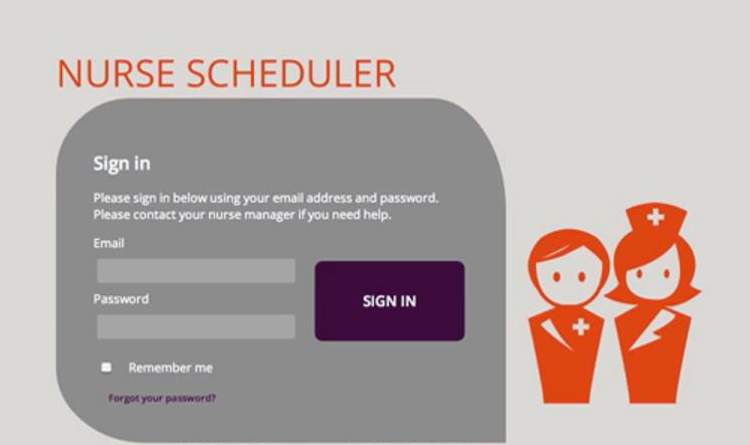 NURSE SCHEDULER
Sign in
Please sign in below using your email address and password.
Please contact your nurse manager if you need help.
Email
Password
SIGN IN
Remember me
Forgot your password?